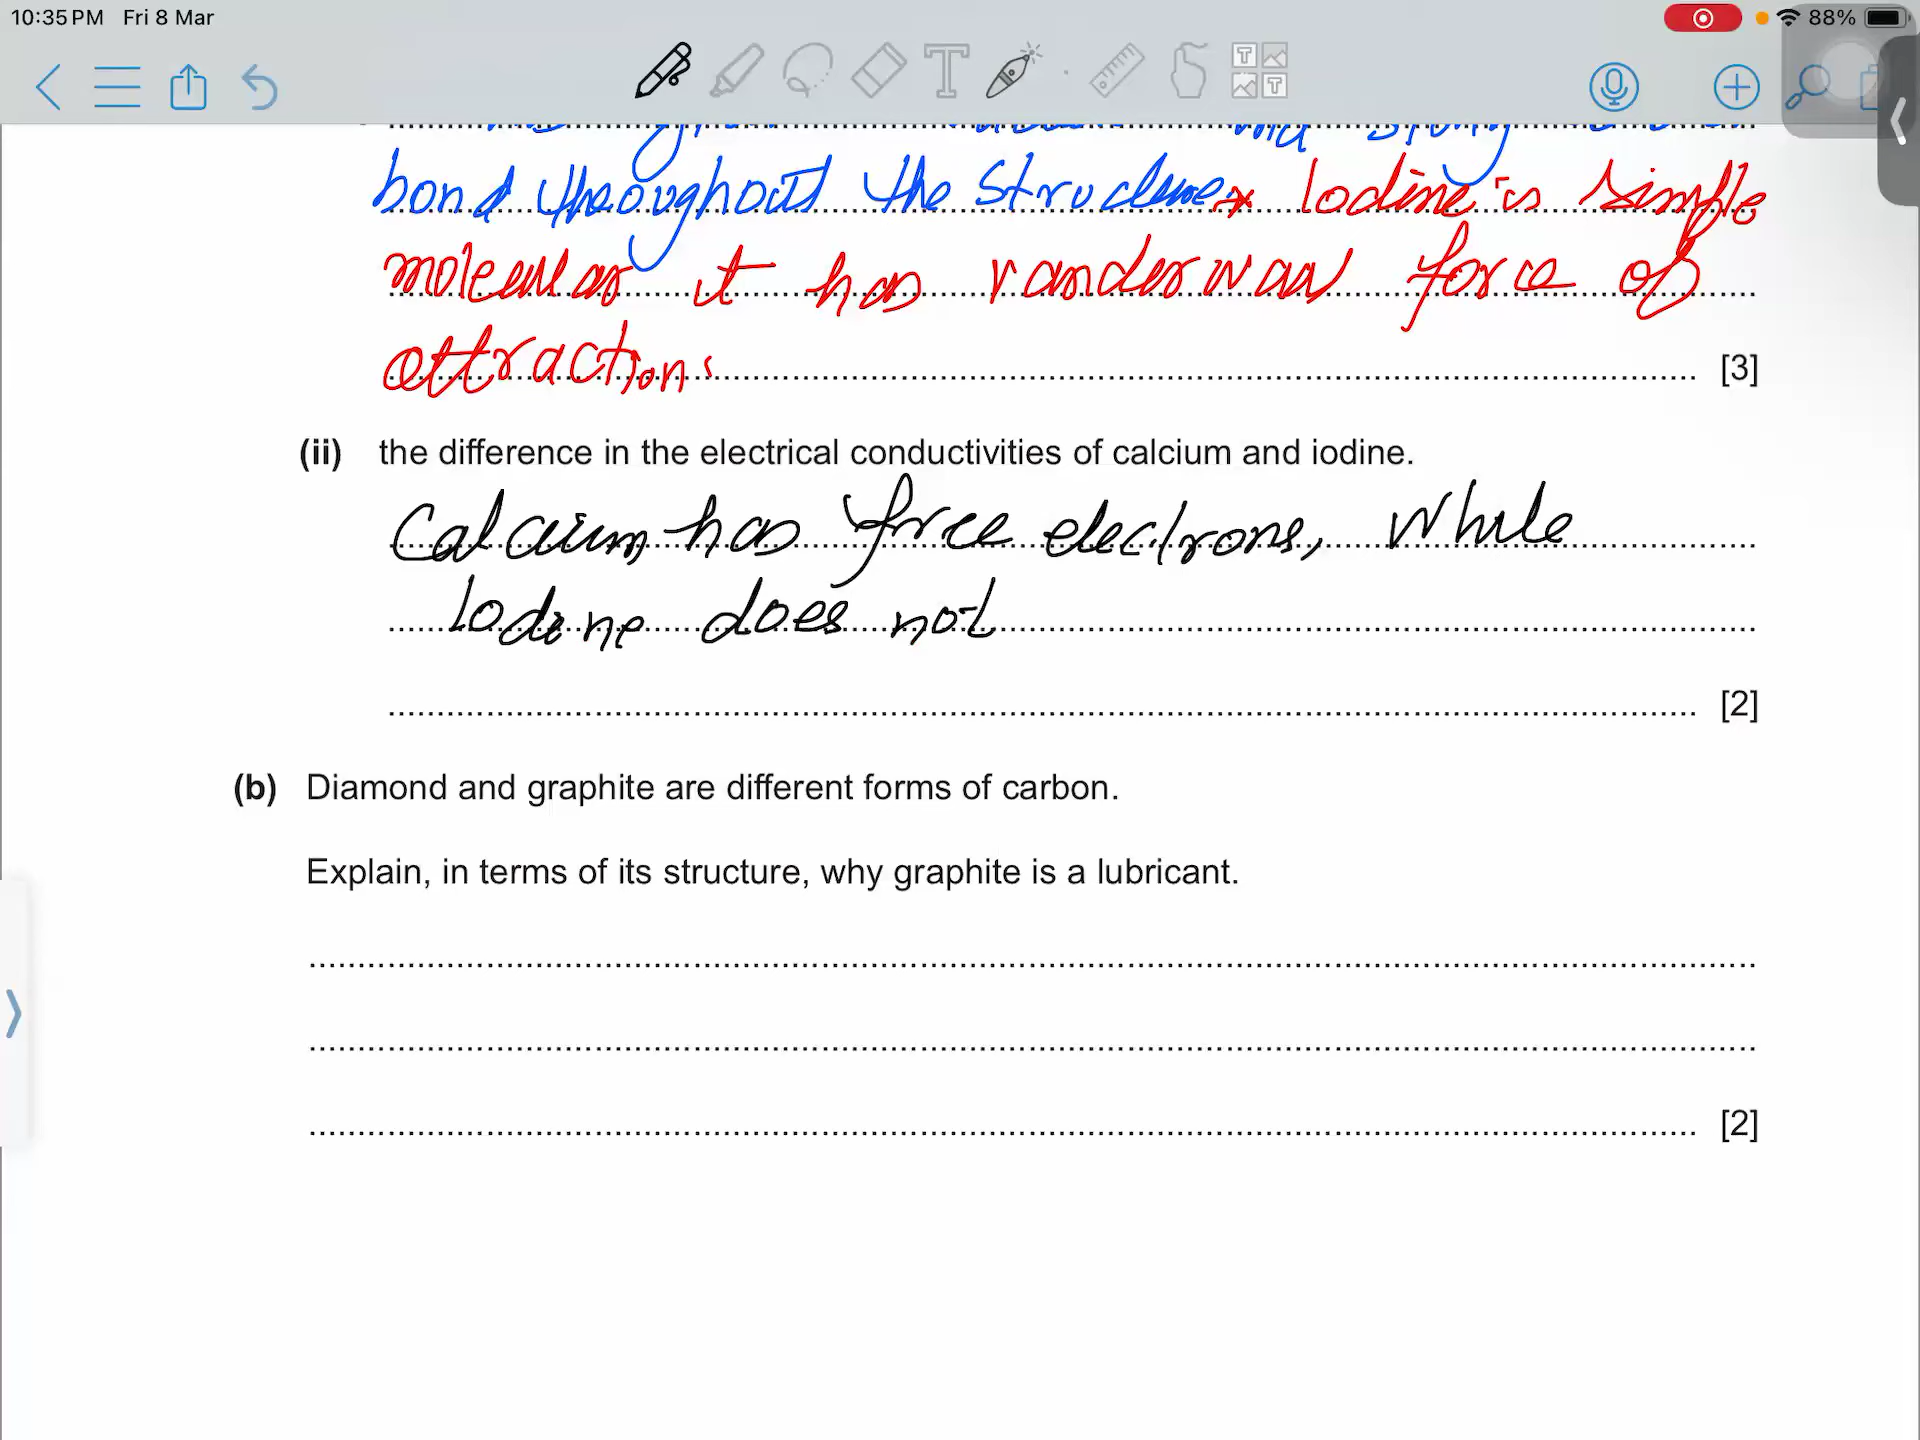 10:35 PM Fri 8 Mar
88%
bond throughout the structure * Iodine is simple
molecular it has vanderwaal force of
attraction
[3]
(ii) the difference in the electrical conductivities of calcium and iodine.
Calcium has free electrons, while
Iodine does not
[2]
(b) Diamond and graphite are different forms of carbon.
Explain, in terms of its structure, why graphite is a lubricant.
[2]